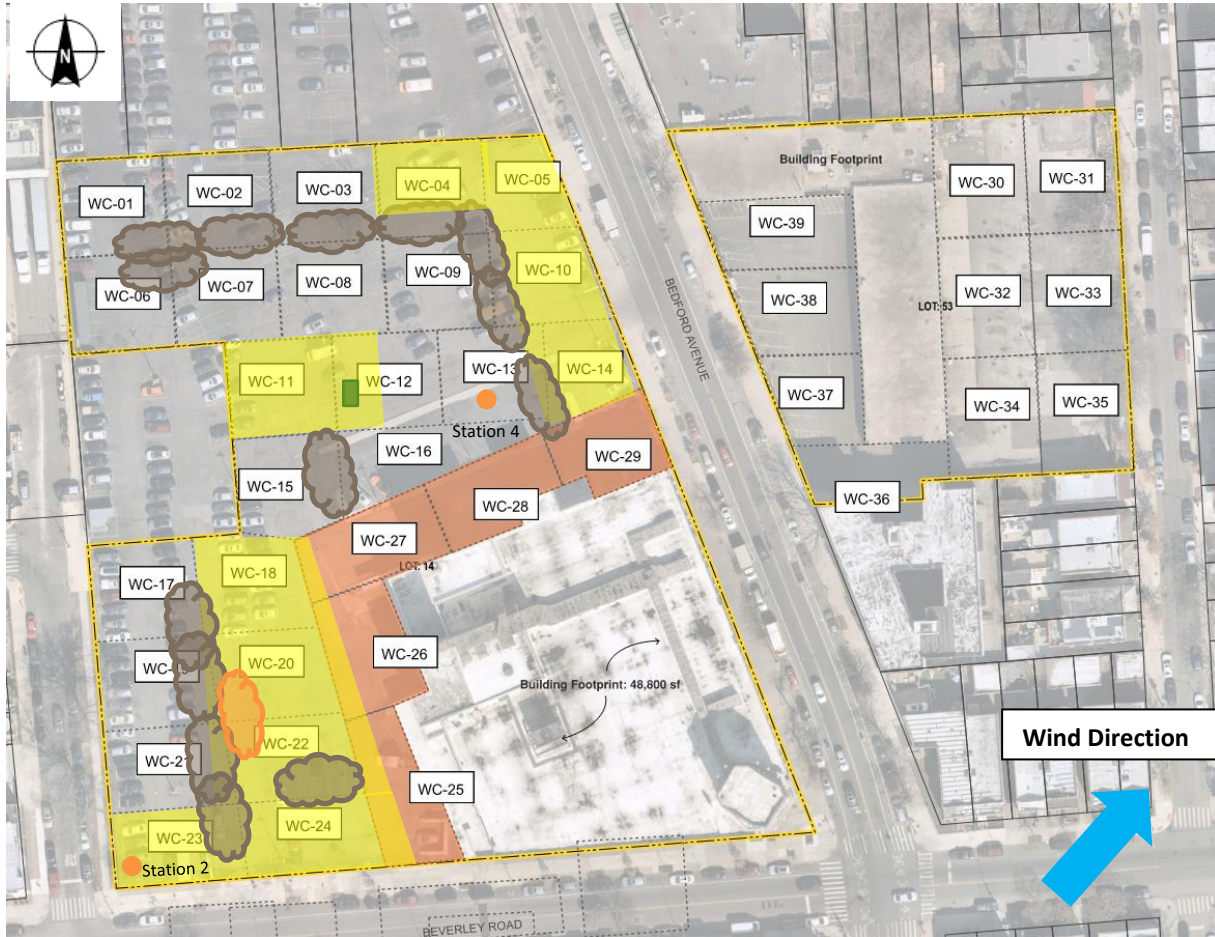 N
Building Footprint
WC-01
WC-02
WC-03
WC-04
WC-05
WC-30
WC-31
WC-39
WC-06
WC-07
WC-08
WC-09
WC-10
WC-38
WC-32
WC-33
LOT: 53
BEDFORD AVENUE
WC-11
WC-12
WC-13
WC-14
WC-37
WC-34
WC-35
Station 4
WC-15
WC-16
WC-29
WC-28
WC-36
WC-27
LOT: 14
WC-17
WC-18
WC-20
WC-26
Building Footprint: 48,800 sf
WC-22
Wind Direction
WC-25
WC-23
WC-24
Station 2
BEVERLEY ROAD